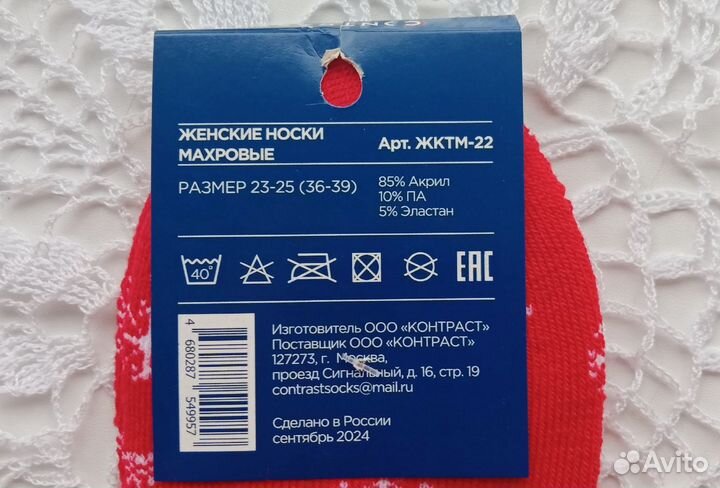 ЖЕНСКИЕ НОСКИ
МАХРОВЫЕ
Арт. ЖКТМ-22
РАЗМЕР 23-25 (36-39)
85% Акрил
10% ПА
5% Эластан
40°
EAC
4 680287 549957
Изготовитель ООО «КОНТРАСТ»
Поставщик ООО «КОНТРАСТ»
127273, г. Москва,
проезд Сигнальный, д. 16, стр. 19
contrastsocks@mail.ru
Сделано в России
сентябрь 2024
Avito